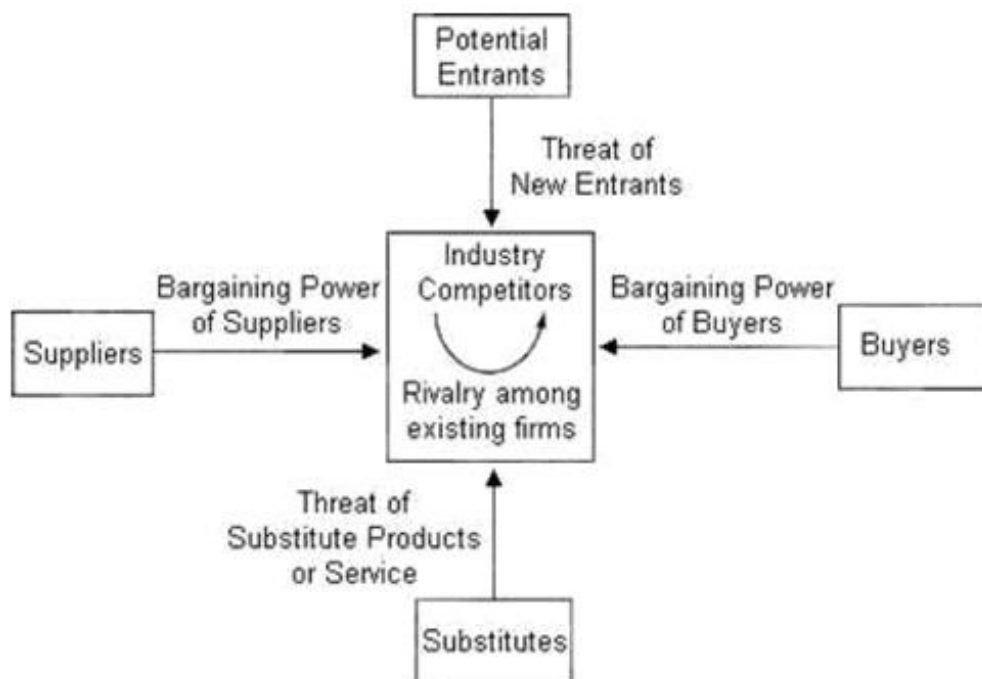 Potential
Entrants
Threat of
New Entrants
Industry
Competitors
Bargaining Power
of Suppliers
Suppliers
Bargaining Power
of Buyers
Buyers
Rivalry among
existing firms
Threat of
Substitute Products
or Service
Substitutes